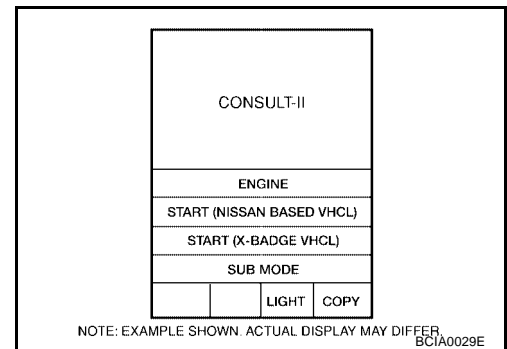 CONSULT-II
ENGINE
START (NISSAN BASED VHCL)
START (X-BADGE VHCL)
SUB MODE
LIGHT COPY
NOTE: EXAMPLE SHOWN. ACTUAL DISPLAY MAY DIFFER.
BCIA0029E